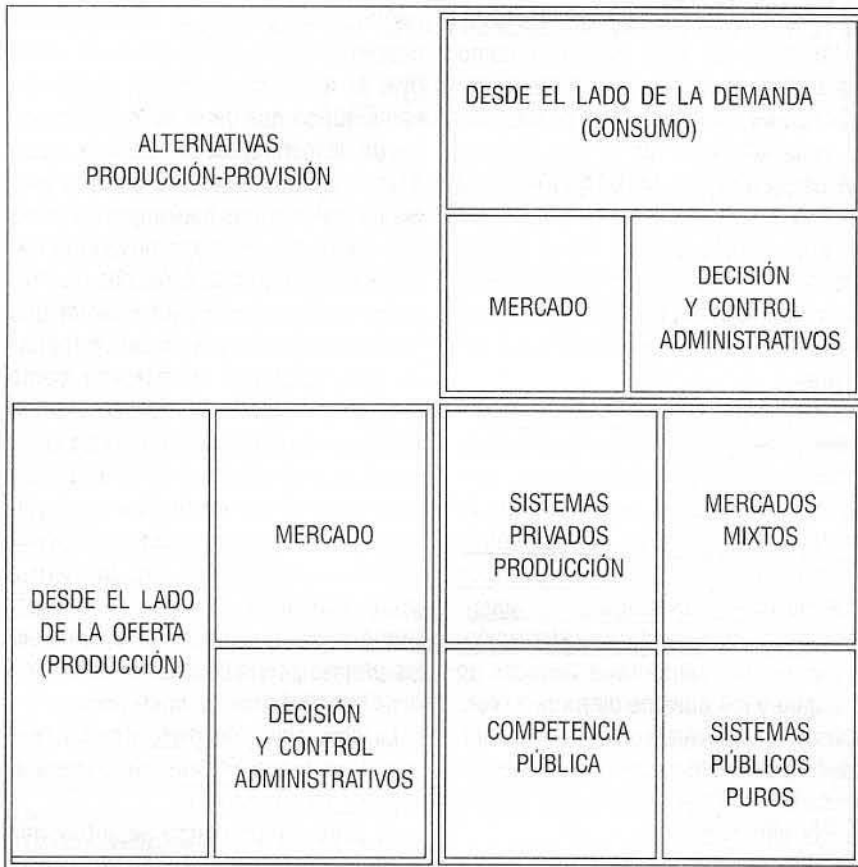 ALTERNATIVAS
PRODUCCIÓN-PROVISIÓN
DESDE EL LADO DE LA DEMANDA
(CONSUMO)
MERCADO
DECISIÓN
Y CONTROL
ADMINISTRATIVOS
DESDE EL LADO
DE LA OFERTA
(PRODUCCIÓN)
MERCADO
SISTEMAS
PRIVADOS
PRODUCCIÓN
MERCADOS
MIXTOS
DECISIÓN
Y CONTROL
ADMINISTRATIVOS
COMPETENCIA
PÚBLICA
SISTEMAS
PÚBLICOS
PUROS